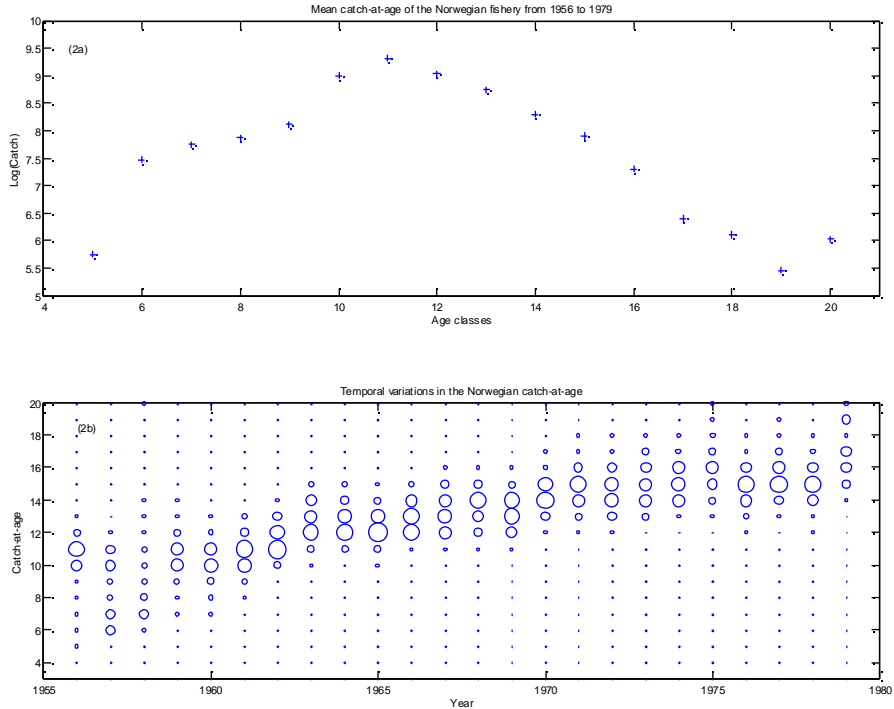 Mean catch-at-age of the Norwegian fishery from 1956 to 1979
(2a)
10
9.5
9
8.5
8
7.5
7
6.5
6
5.5
5
Log(Catch)
4 6 8 10 12 14 16 18 20
Age classes
Temporal variations in the Norwegian catch-at-age
(2b)
20
18
16
14
12
10
8
6
4
Catch-at-age
1955 1960 1965 1970 1975 1980
Year